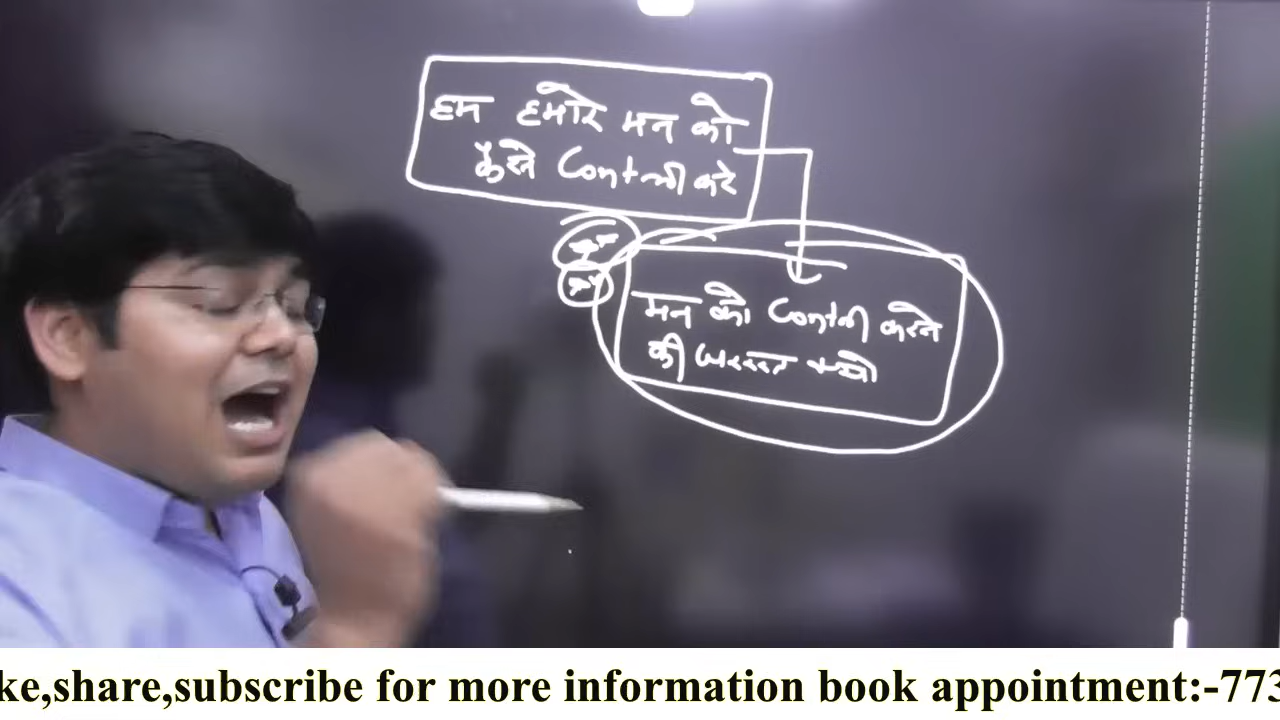 हम हमारे मन को
कैसे Control करे
मन को Control करने
की जरूरत क्यों
ke,share,subscribe for more information book appointment:-773